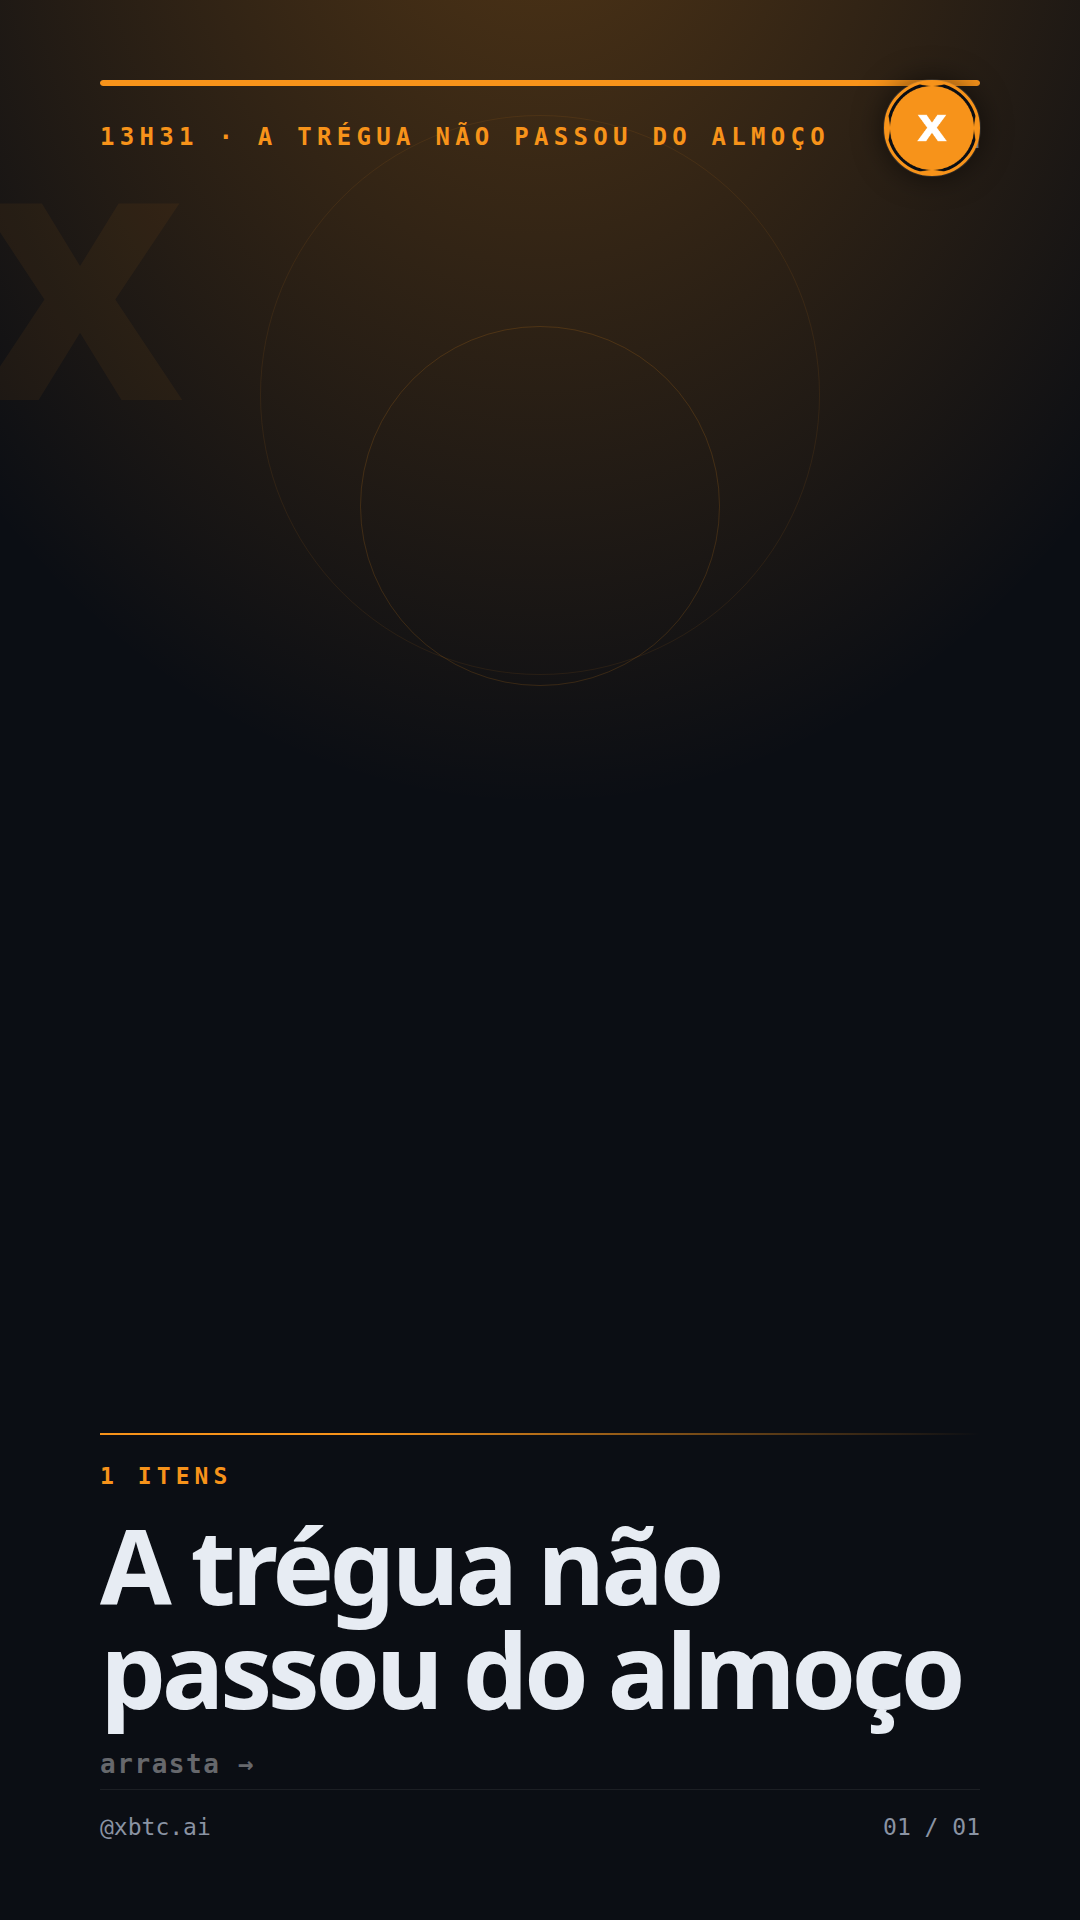 13H31 · A TRÉGUA NÃO PASSOU DO ALMOÇO
X
X
1 ITENS
A trégua não
passou do almoço
arrasta →
@xbtc.ai
01 / 01